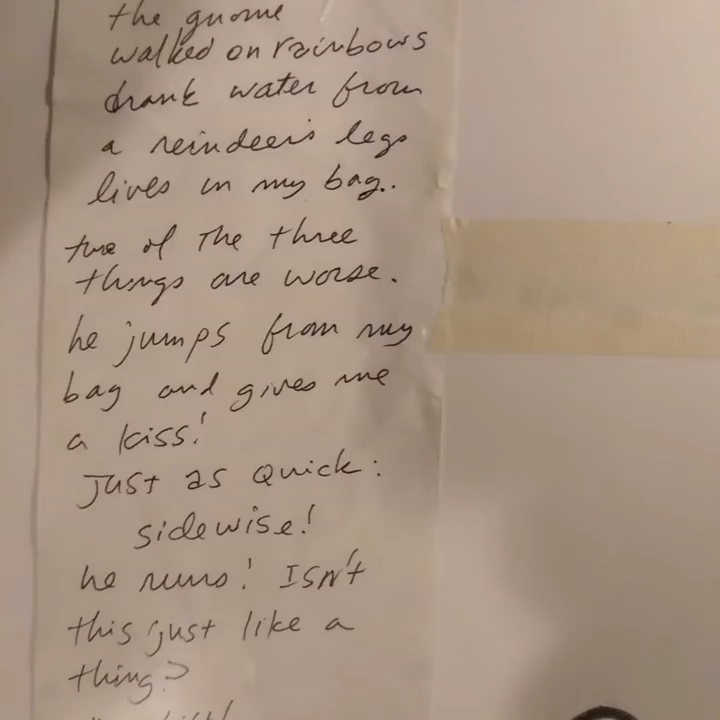 the gnome
walked on rainbows
drank water from
a reindeer's legs
lives in my bag..
two of the three
things are worse.
he jumps from my
bag and gives me
a kiss!
Just as quick:
sidewise!
he runs! Isn't
this just like a
thing?